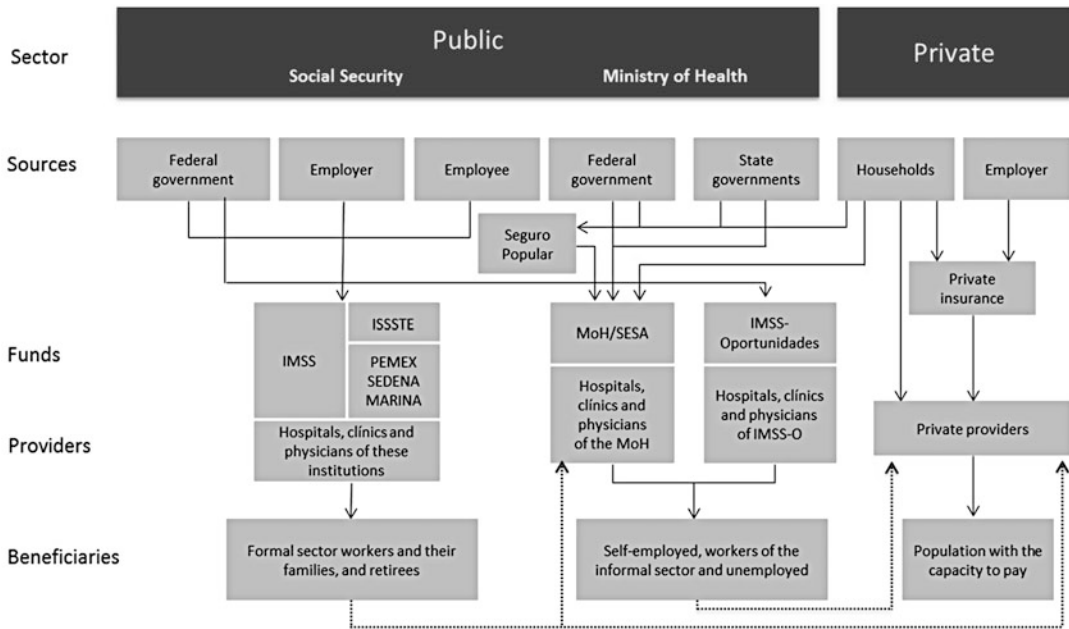 Sector
Public
Social Security
Ministry of Health
Private
Sources
Federal
government
Employer
Employee
Federal
government
State
governments
Households
Employer
Seguro
Popular
Private
insurance
Funds
IMSS
ISSSTE
PEMEX
SEDENA
MARINA
MoH/SESA
IMSS-
Oportunidades
Providers
Hospitals, clínics and
physicians of these
institutions
Hospitals,
clínics and
physicians
of the MoH
Hospitals, clínics
and physicians
of IMSS-O
Private providers
Beneficiaries
Formal sector workers and their
families, and retirees
Self-employed, workers of the
informal sector and unemployed
Population with the
capacity to pay